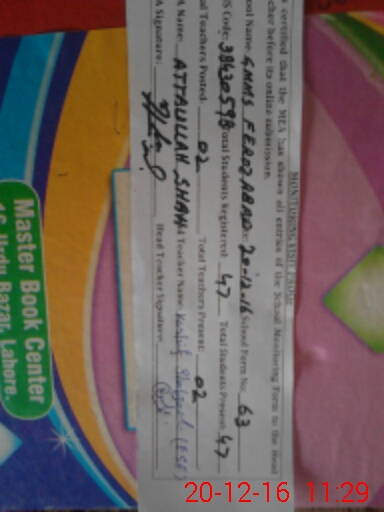 MONITORING VISIT PROOF
certified that the MEA has shown all entries of the School Monitoring Form to the Head
cher before its online submission.
ool Name: GMMS FEROZABAD 20-12-16 School Form No. 63
IS Code: 38430598 Total Students Registered: 47 Total Students Present: 47
al Teachers Posted: 02 Total Teachers Present: 02
A Name: ATTAULLAH SHAH Teacher Name: (ESE)
A Signature: Head Teacher Signature:
Master Book Center
Urdu Bazar, Lahore.
20-12-16 11:29